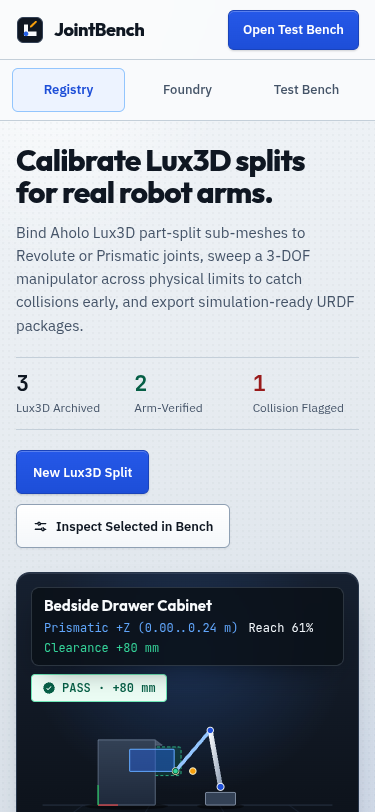 JointBench
Open Test Bench
Registry
Foundry
Test Bench
Calibrate Lux3D splits
for real robot arms.
Bind Aholo Lux3D part-split sub-meshes to
Revolute or Prismatic joints, sweep a 3-DOF
manipulator across physical limits to catch
collisions early, and export simulation-ready URDF
packages.
3
Lux3D Archived
2
Arm-Verified
1
Collision Flagged
New Lux3D Split
Inspect Selected in Bench
Bedside Drawer Cabinet
Prismatic +Z (0.00..0.24 m) Reach 61%
Clearance +80 mm
PASS · +80 mm